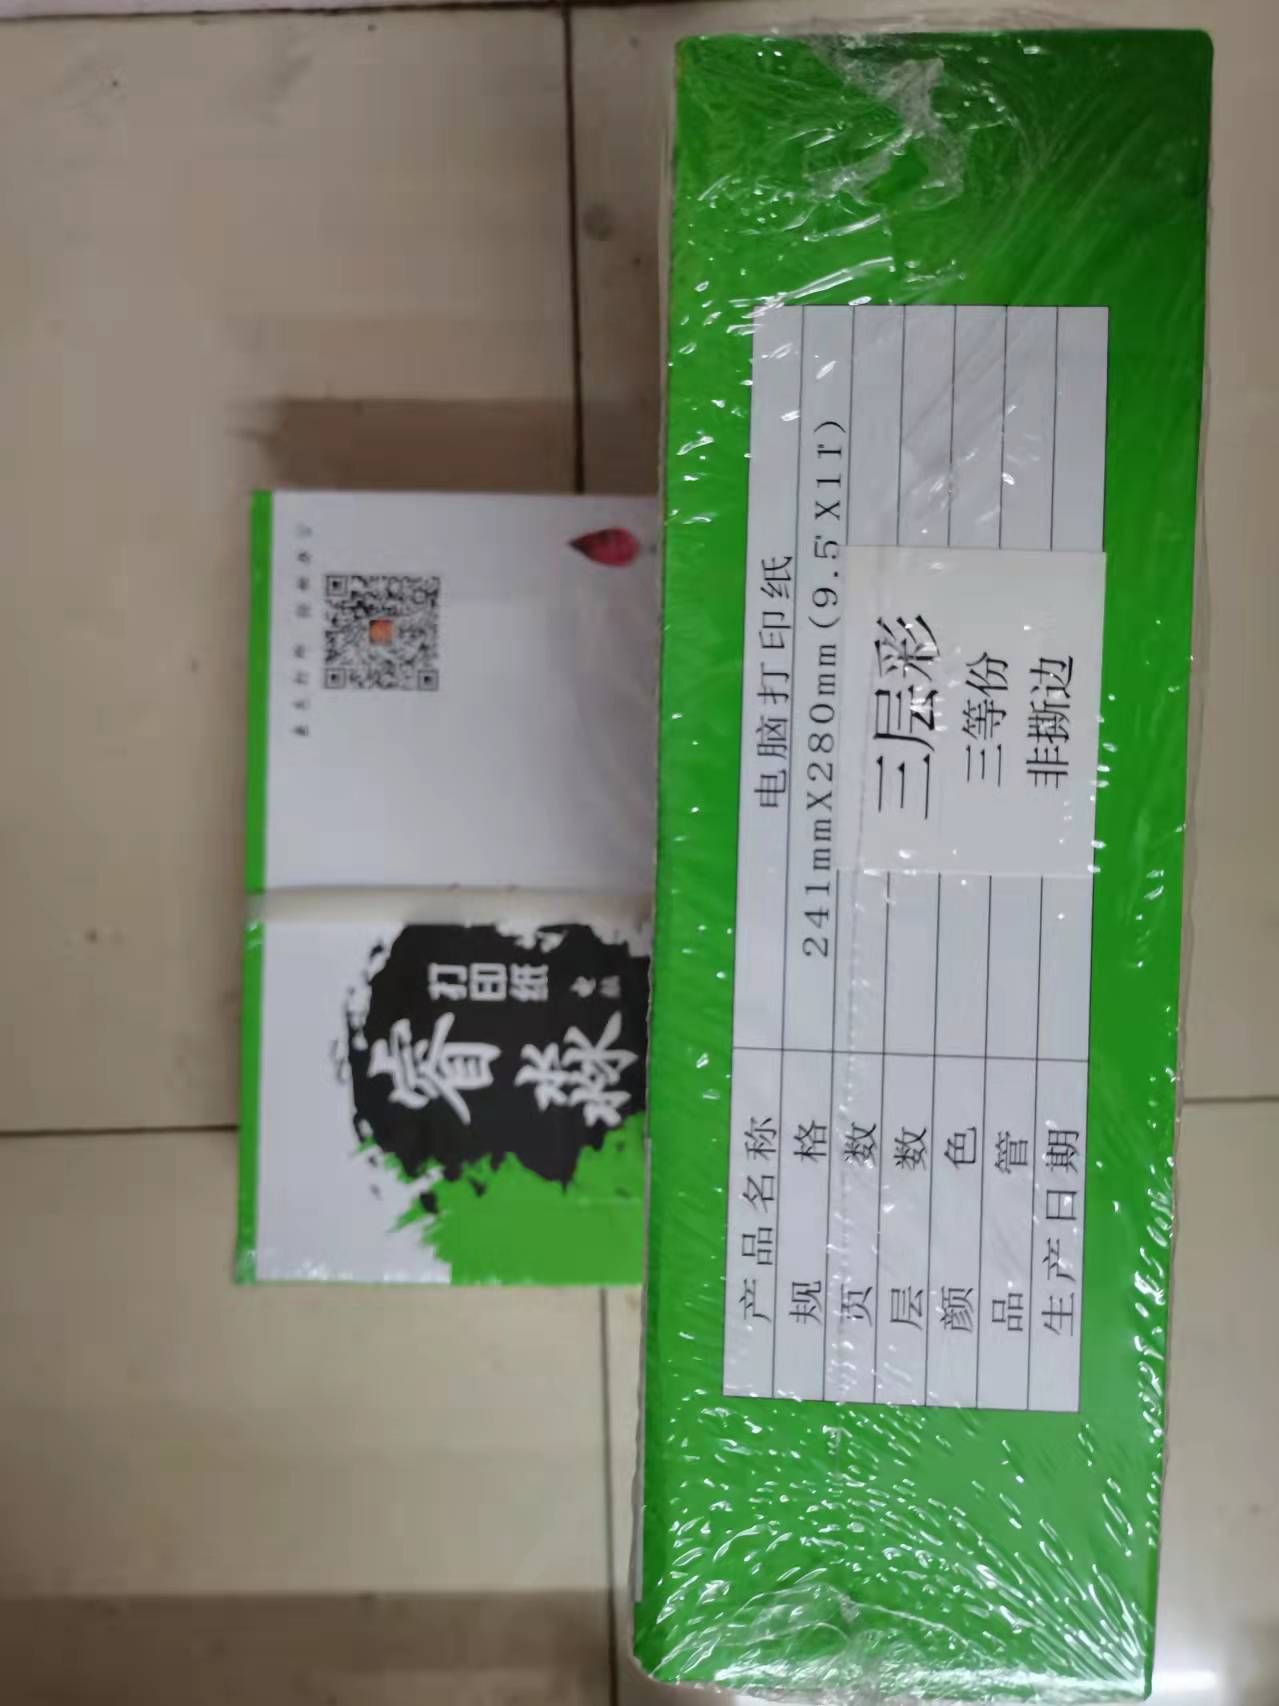 产品名称 电脑打印纸
规格 241mmX280mm(9.5'X11')
页数
层数
颜色
品管
生产日期
三层彩
三等份
非撕边
打印纸